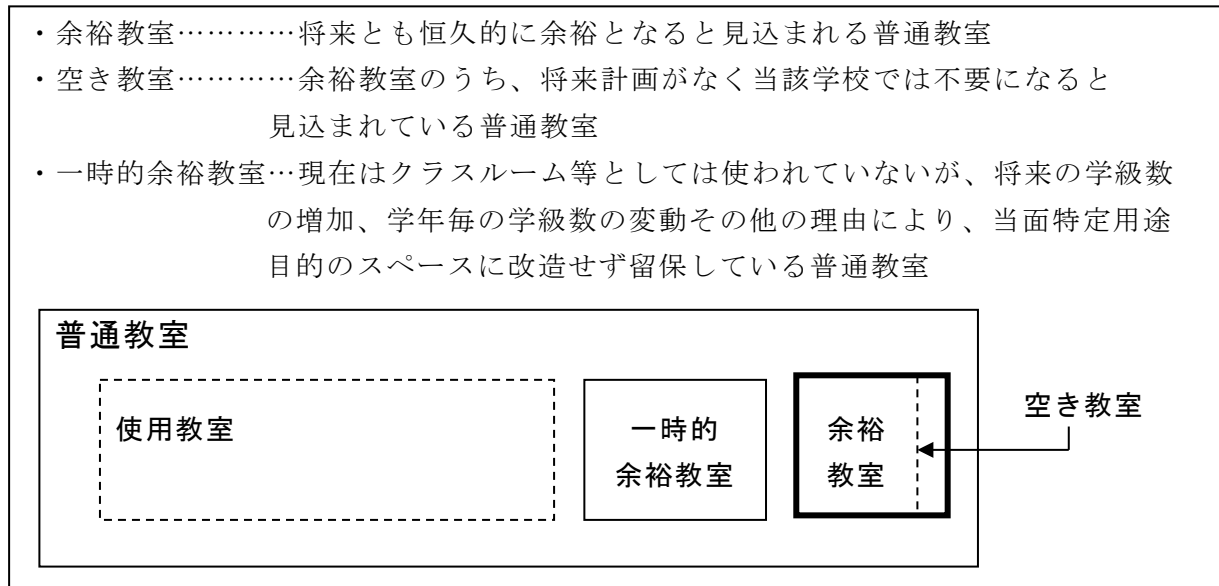 ・余裕教室…………将来とも恒久的に余裕となると見込まれる普通教室
・空き教室…………余裕教室のうち、将来計画がなく当該学校では不要になると
見込まれている普通教室
・一時的余裕教室…現在はクラスルーム等としては使われていないが、将来の学級数
の増加、学年毎の学級数の変動その他の理由により、当面特定用途
目的のスペースに改造せず留保している普通教室
普通教室
使用教室
一時的
余裕教室
余裕
教室
空き教室